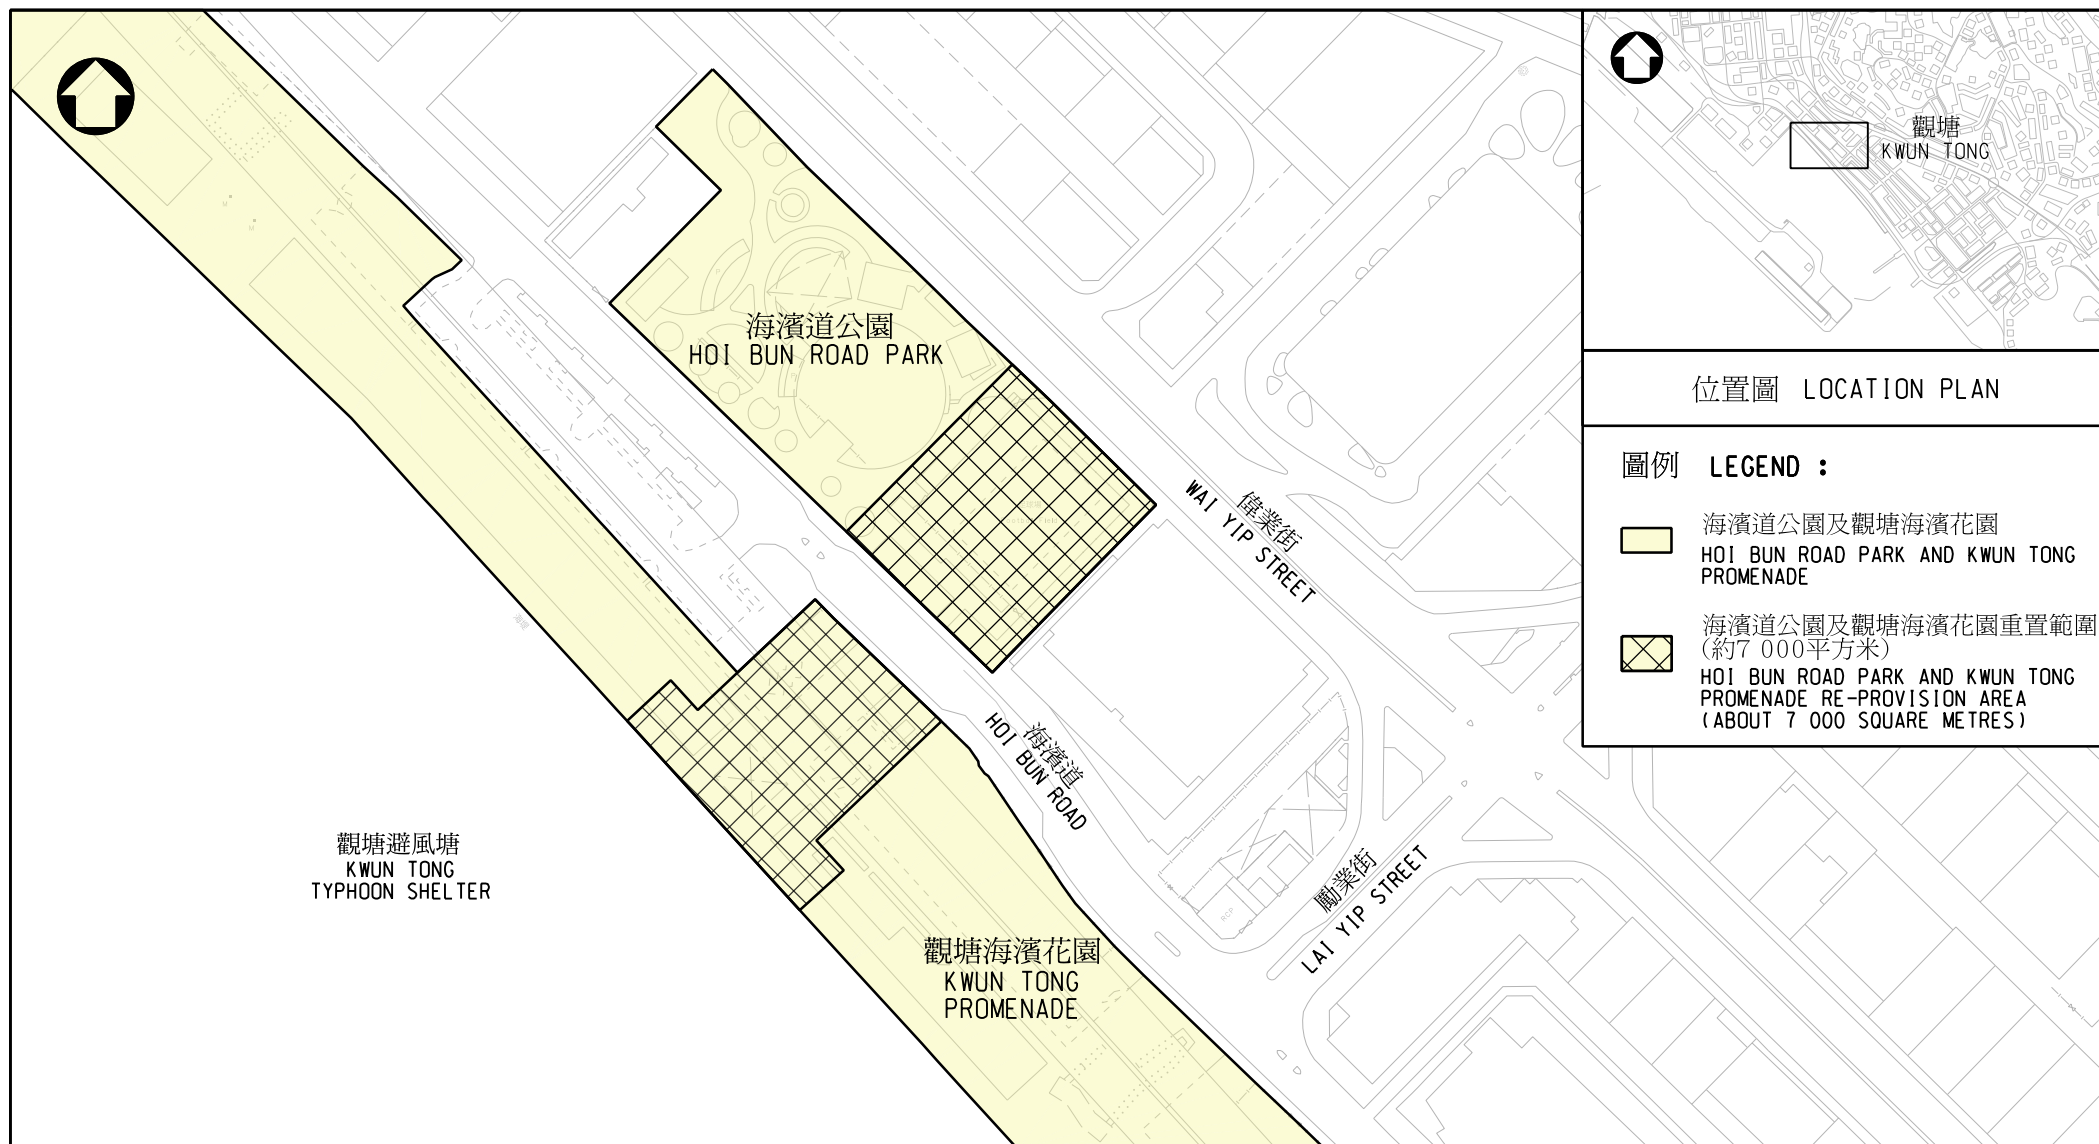 海濱道公園
HOI BUN ROAD PARK
偉業街
WAI YIP STREET
海濱道
HOI BUN ROAD
勵業街
LAI YIP STREET
RCP
觀塘避風塘
KWUN TONG
TYPHOON SHELTER
觀塘海濱花園
KWUN TONG
PROMENADE
觀塘
KWUN TONG
位置圖 LOCATION PLAN
圖例 LEGEND :
海濱道公園及觀塘海濱花園
HOI BUN ROAD PARK AND KWUN TONG
PROMENADE
海濱道公園及觀塘海濱花園重置範圍
(約7 000平方米)
HOI BUN ROAD PARK AND KWUN TONG
PROMENADE RE-PROVISION AREA
(ABOUT 7 000 SQUARE METRES)